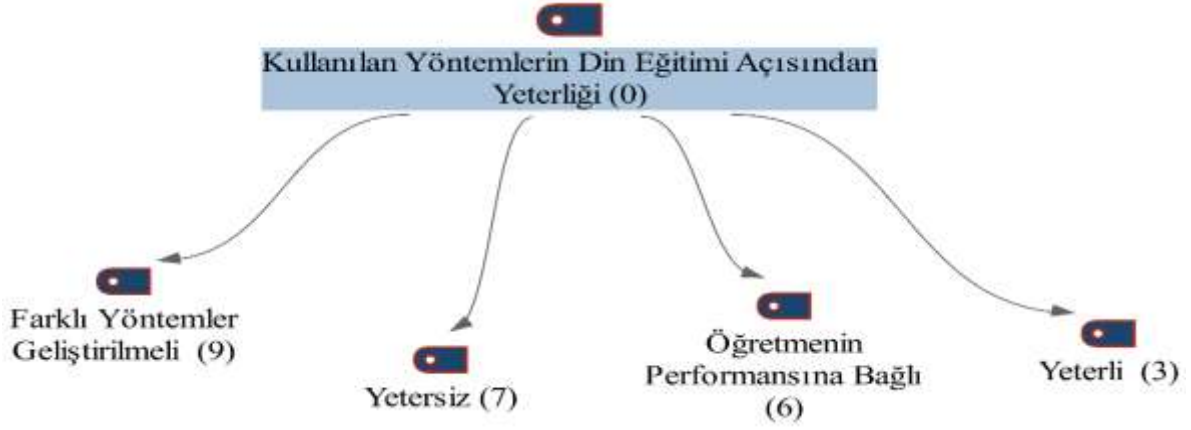 Kullanılan Yöntemlerin Din Eğitimi Açısından
Yeterliği (0)
Farklı Yöntemler
Geliştirilmeli (9)
Yetersiz (7)
Öğretmenin
Performansına Bağlı
(6)
Yeterli (3)